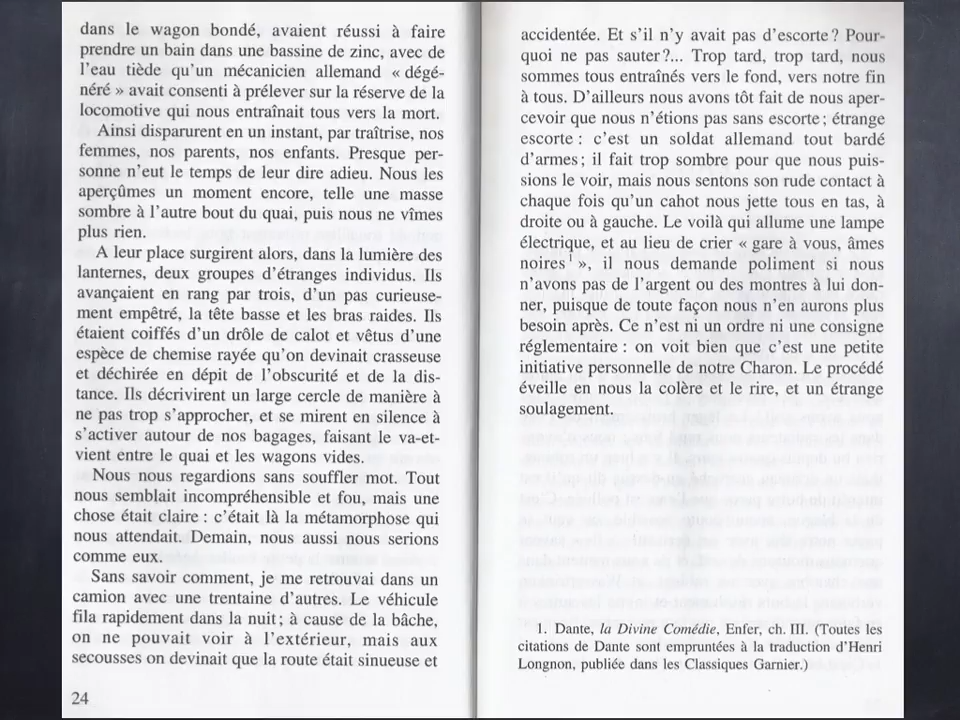 dans le wagon bondé, avaient réussi à faire
prendre un bain dans une bassine de zinc, avec de
l'eau tiède qu'un mécanicien allemand « dégé-
néré » avait consenti à prélever sur la réserve de la
locomotive qui nous entraînait tous vers la mort.
Ainsi disparurent en un instant, par traîtrise, nos
femmes, nos parents, nos enfants. Presque per-
sonne n'eut le temps de leur dire adieu. Nous les
aperçûmes un moment encore, telle une masse
sombre à l'autre bout du quai, puis nous ne vîmes
plus rien.
A leur place surgirent alors, dans la lumière des
lanternes, deux groupes d'étranges individus. Ils
avançaient en rang par trois, d'un pas curieuse-
ment empêtré, la tête basse et les bras raides. Ils
étaient coiffés d'un drôle de calot et vêtus d'une
espèce de chemise rayée qu'on devinait crasseuse
et déchirée en dépit de l'obscurité et de la dis-
tance. Ils décrivirent un large cercle de manière à
ne pas trop s'approcher, et se mirent en silence à
s'activer autour de nos bagages, faisant le va-et-
vient entre le quai et les wagons vides.
Nous nous regardions sans souffler mot. Tout
nous semblait incompréhensible et fou, mais une
chose était claire : c'était là la métamorphose qui
nous attendait. Demain, nous aussi nous serions
comme eux.
Sans savoir comment, je me retrouvai dans un
camion avec une trentaine d'autres. Le véhicule
fila rapidement dans la nuit ; à cause de la bâche,
on ne pouvait voir à l'extérieur, mais aux
secousses on devinait que la route était sinueuse et
24
accidentée. Et s'il n'y avait pas d'escorte ? Pour-
quoi ne pas sauter ?... Trop tard, trop tard, nous
sommes tous entraînés vers le fond, vers notre fin
à tous. D'ailleurs nous avons tôt fait de nous aper-
cevoir que nous n'étions pas sans escorte ; étrange
escorte : c'est un soldat allemand tout bardé
d'armes ; il fait trop sombre pour que nous puis-
sions le voir, mais nous sentons son rude contact à
chaque fois qu'un cahot nous jette tous en tas, à
droite ou à gauche. Le voilà qui allume une lampe
électrique, et au lieu de crier « gare à vous, âmes
noires ¹ », il nous demande poliment si nous
n'avons pas de l'argent ou des montres à lui don-
ner, puisque de toute façon nous n'en aurons plus
besoin après. Ce n'est ni un ordre ni une consigne
réglementaire : on voit bien que c'est une petite
initiative personnelle de notre Charon. Le procédé
éveille en nous la colère et le rire, et un étrange
soulagement.
1. Dante, la Divine Comédie, Enfer, ch. III. (Toutes les
citations de Dante sont empruntées à la traduction d'Henri
Longnon, publiée dans les Classiques Garnier.)